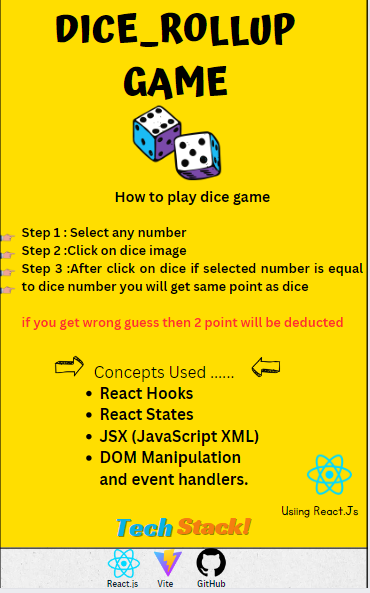 DICE_ROLLUP
GAME
How to play dice game
Step 1 : Select any number
Step 2 :Click on dice image
Step 3 :After click on dice if selected number is equal
to dice number you will get same point as dice
if you get wrong guess then 2 point will be deducted
Concepts Used ......
• React Hooks
• React States
• JSX (JavaScript XML)
• DOM Manipulation
and event handlers.
Usiing React.Js
Tech Stack!
React.js Vite GitHub